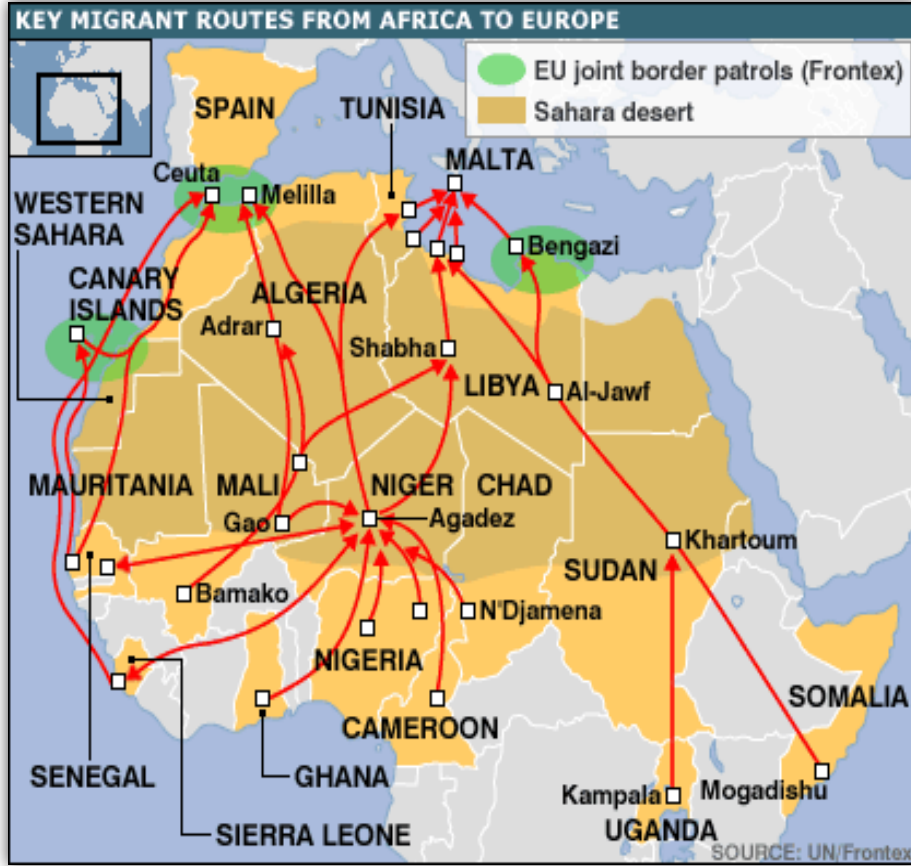 KEY MIGRANT ROUTES FROM AFRICA TO EUROPE
EU joint border patrols (Frontex)
Sahara desert
SPAIN
TUNISIA
MALTA
Ceuta
Melilla
WESTERN
SAHARA
Bengazi
CANARY
ISLANDS
ALGERIA
Adrar
Shabha
LIBYA
Al-Jawf
MAURITANIA
MALI
NIGER
CHAD
Gao
Agadez
Khartoum
SUDAN
Bamako
N'Djamena
NIGERIA
SOMALIA
CAMEROON
SENEGAL
GHANA
Kampala
Mogadishu
SIERRA LEONE
UGANDA
SOURCE: UN/Frontex